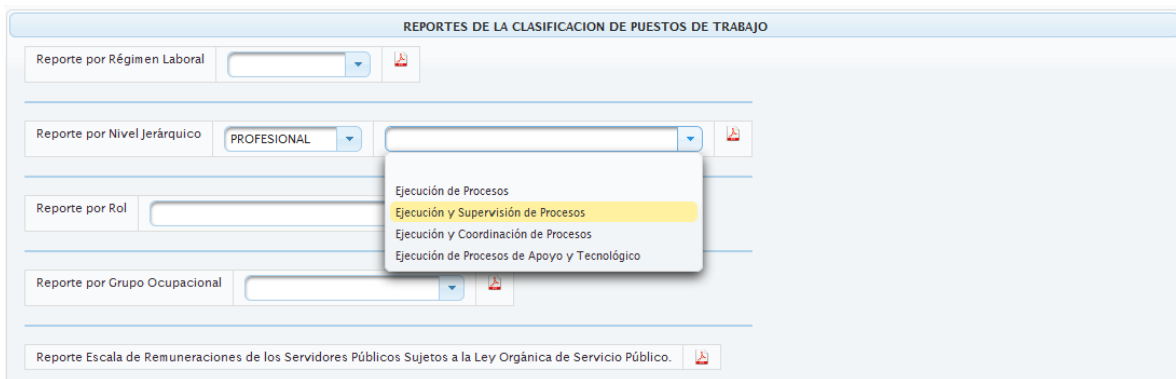 REPORTES DE LA CLASIFICACION DE PUESTOS DE TRABAJO
Reporte por Régimen Laboral
Reporte por Nivel Jerárquico PROFESIONAL
Ejecución de Procesos
Ejecución y Supervisión de Procesos
Reporte por Rol
Ejecución y Coordinación de Procesos
Ejecución de Procesos de Apoyo y Tecnológico
Reporte por Grupo Ocupacional
Reporte Escala de Remuneraciones de los Servidores Públicos Sujetos a la Ley Orgánica de Servicio Público.